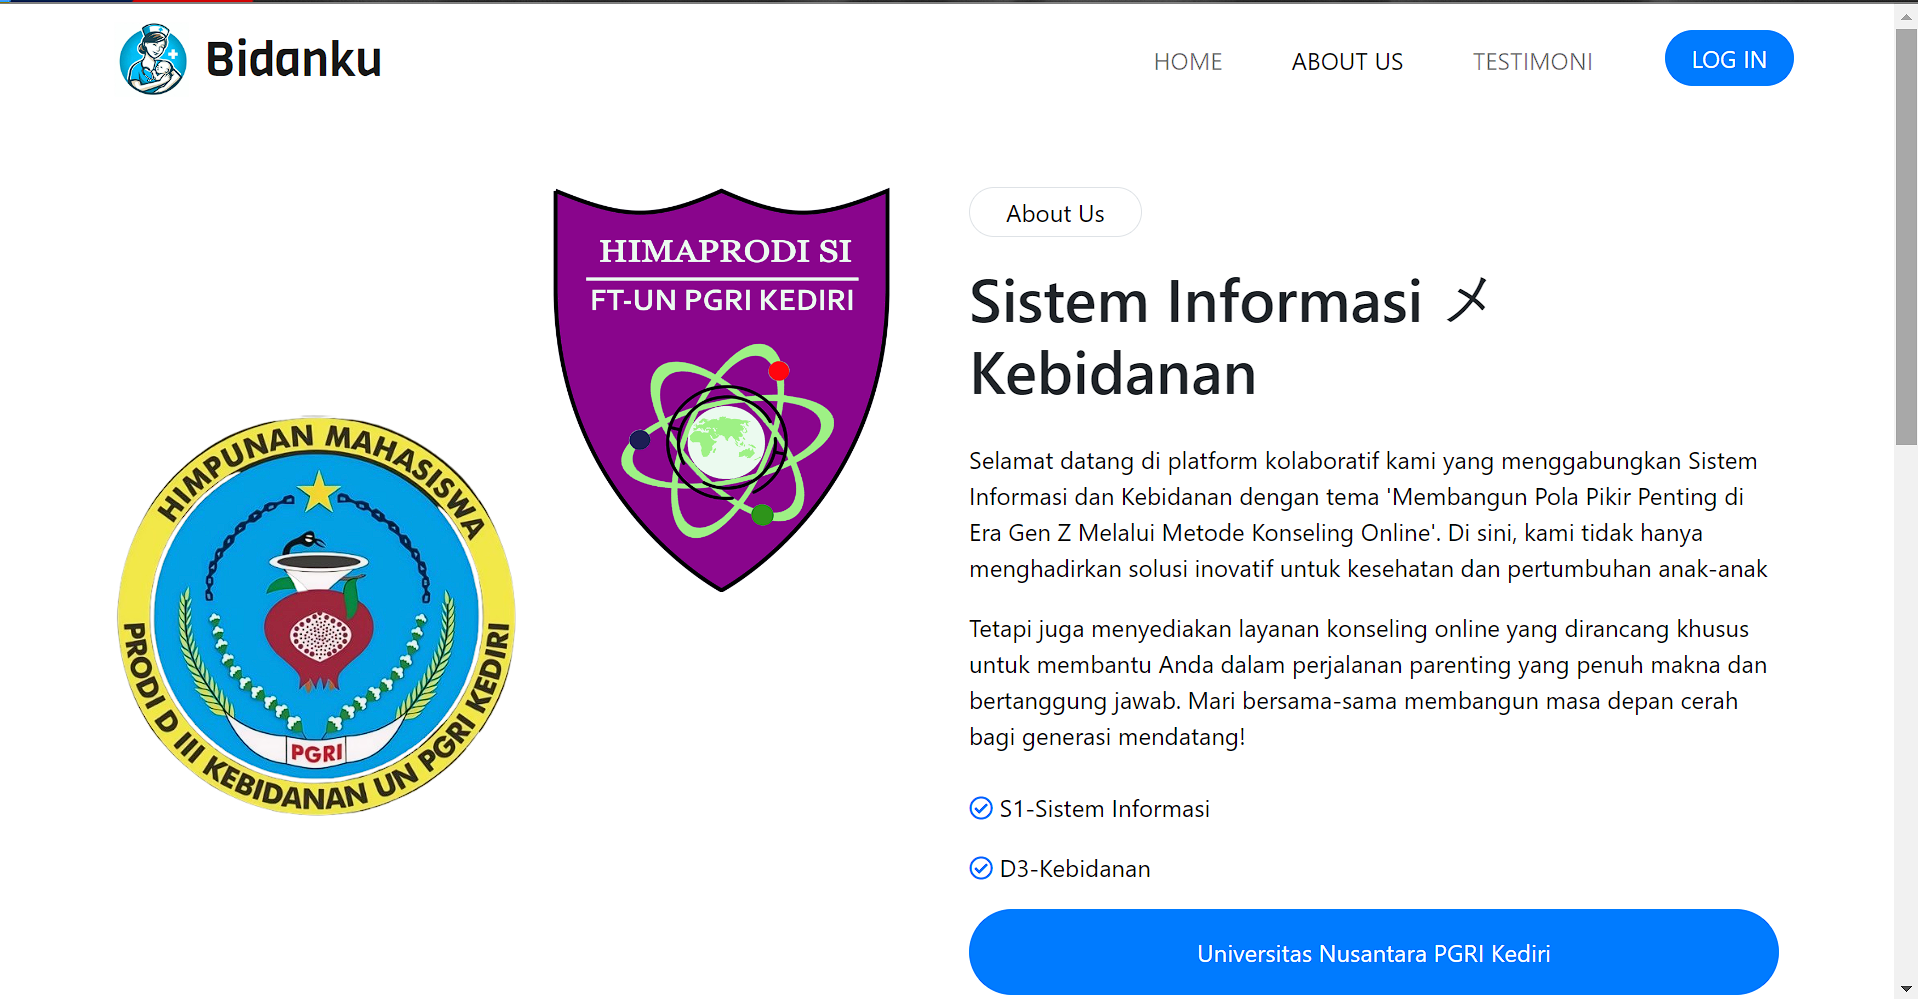 Bidanku
HOME
ABOUT US
TESTIMONI
LOG IN
HIMAPRODI SI
FT-UN PGRI KEDIRI
HIMPUNAN MAHASISWA
PRODI D III KEBIDANAN UN PGRI KEDIRI
PGRI
About Us
Sistem Informasi メ
Kebidanan
Selamat datang di platform kolaboratif kami yang menggabungkan Sistem
Informasi dan Kebidanan dengan tema 'Membangun Pola Pikir Penting di
Era Gen Z Melalui Metode Konseling Online'. Di sini, kami tidak hanya
menghadirkan solusi inovatif untuk kesehatan dan pertumbuhan anak-anak
Tetapi juga menyediakan layanan konseling online yang dirancang khusus
untuk membantu Anda dalam perjalanan parenting yang penuh makna dan
bertanggung jawab. Mari bersama-sama membangun masa depan cerah
bagi generasi mendatang!
S1-Sistem Informasi
D3-Kebidanan
Universitas Nusantara PGRI Kediri